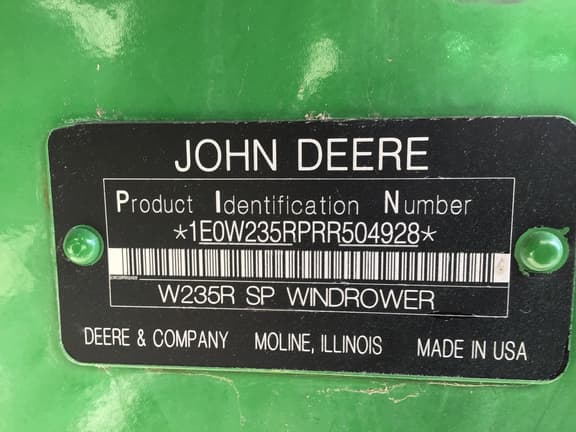 JOHN DEERE
Product Identification Number
*1E0W235RPRR504928*
W235R SP WINDROWER
DEERE & COMPANY MOLINE, ILLINOIS MADE IN USA